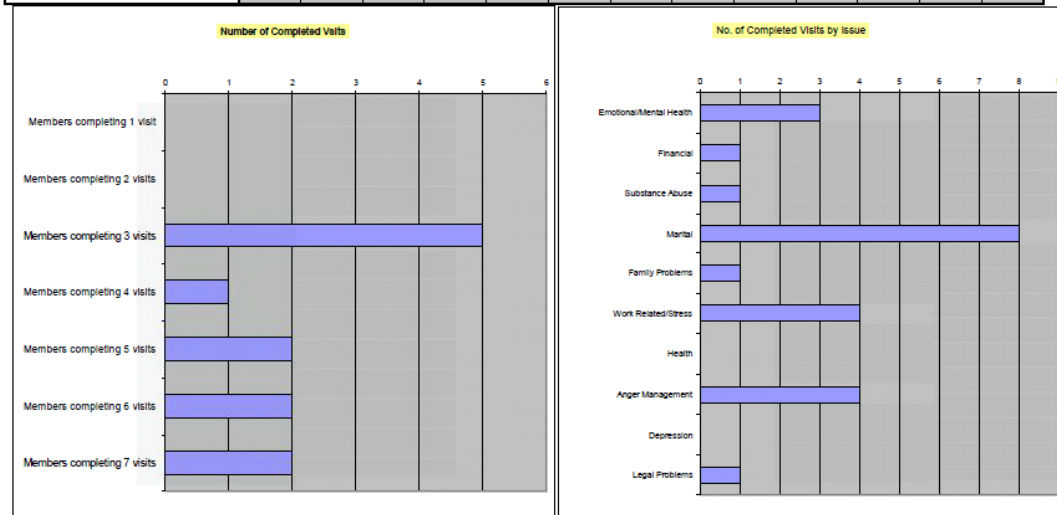 Number of Completed Vsits
0 1 2 3 4 5 6
Members completing 1 visit
Members completing 2 visits
Members completing 3 visits
Members completing 4 visits
Members completing 5 visits
Members completing 6 visits
Members completing 7 visits
No. of Completed Visits by Issue
0 1 2 3 4 5 6 7 8
Emotional/Mental Health
Financial
Substance Abuse
Marital
Family Problems
Work Related/Stress
Health
Anger Management
Depression
Legal Problems